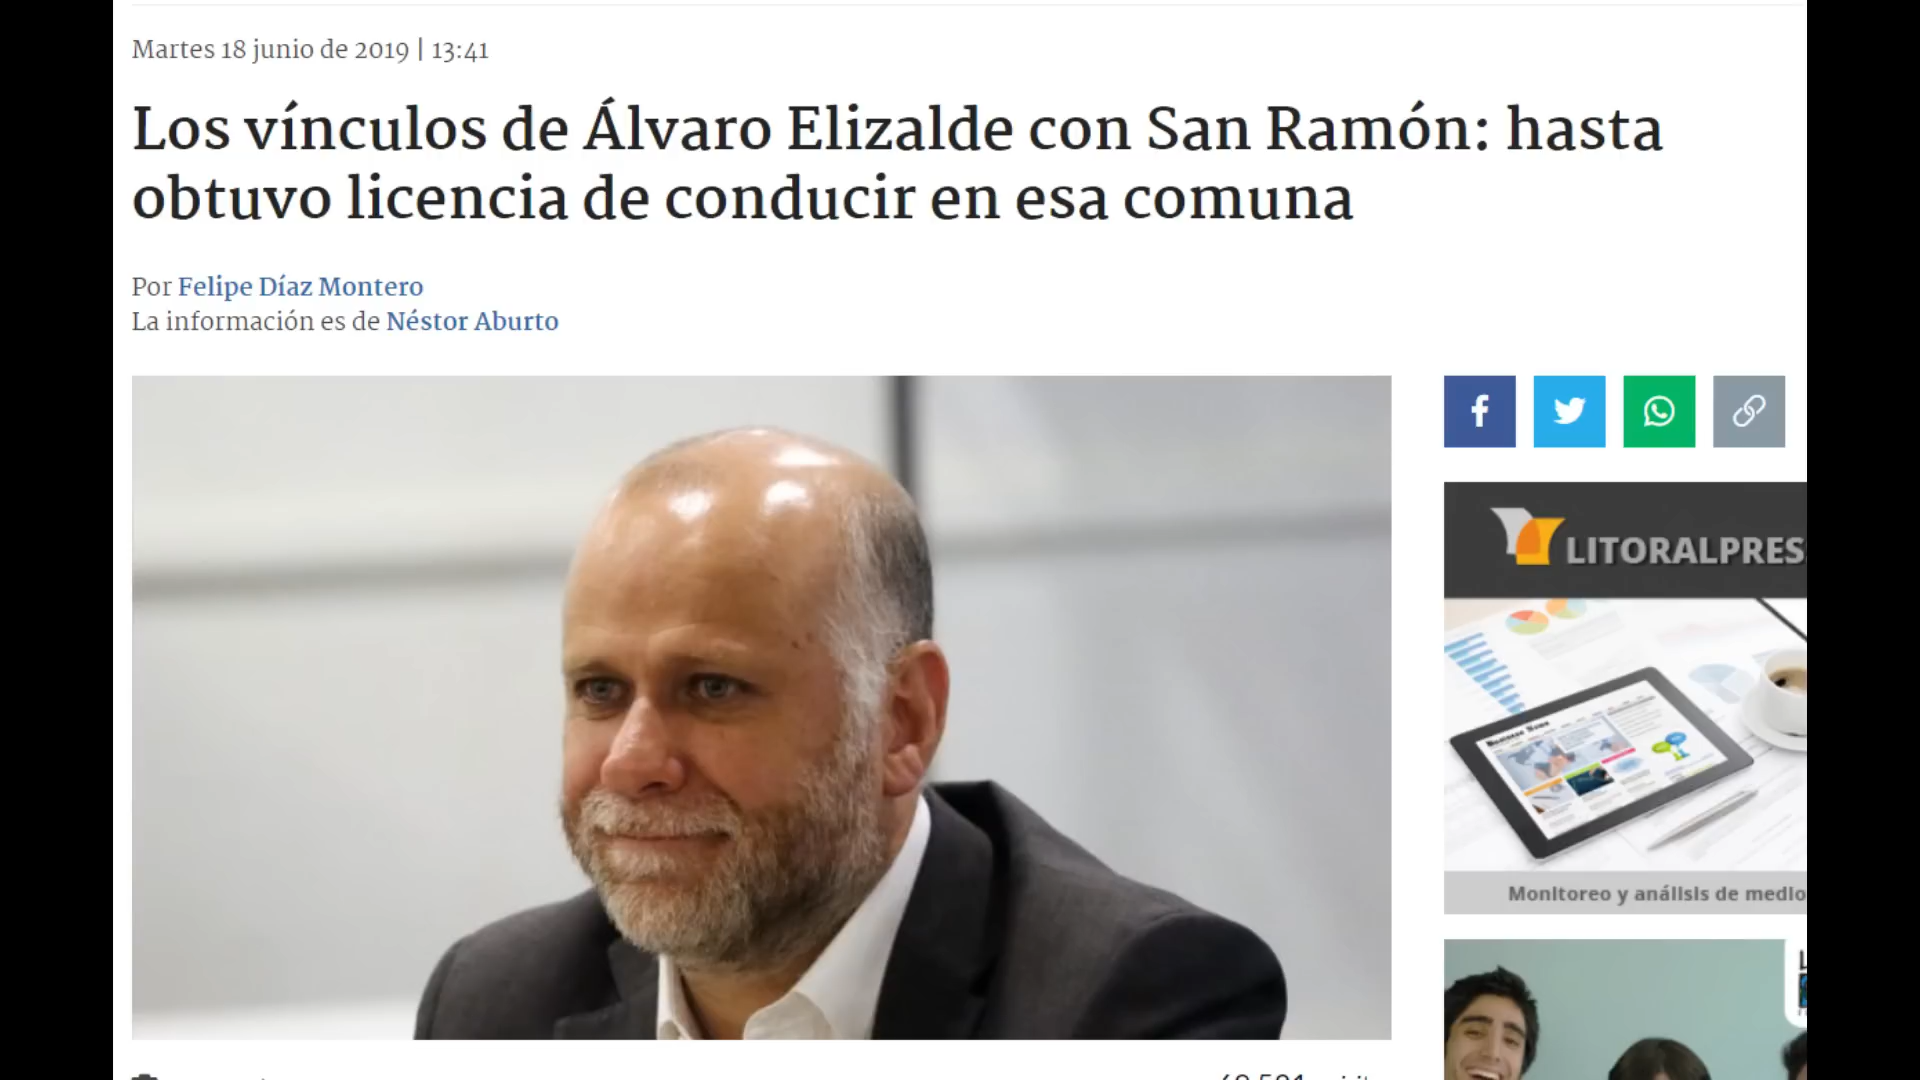 Martes 18 junio de 2019 | 13:41
Los vínculos de Álvaro Elizalde con San Ramón: hasta
obtuvo licencia de conducir en esa comuna
Por Felipe Díaz Montero
La información es de Néstor Aburto
LITORALPRES
Business News
Monitoreo y análisis de medio